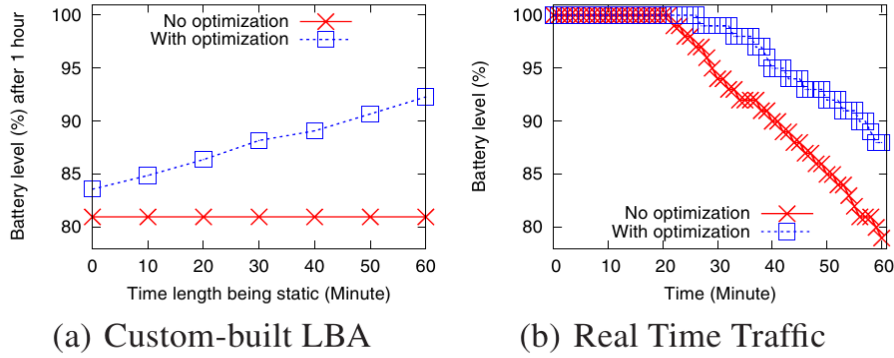 Battery level (%) after 1 hour
100
95
90
85
80
No optimization
With optimization
0 10 20 30 40 50 60
Time length being static (Minute)
(a) Custom-built LBA
Battery level (%)
100
95
90
85
80
No optimization
With optimization
0 10 20 30 40 50 60
Time (Minute)
(b) Real Time Traffic